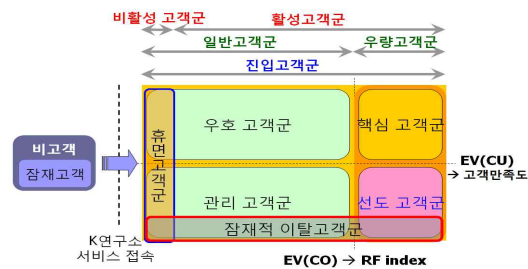 비활성 고객군
활성고객군
일반고객군
우량고객군
진입고객군
우호 고객군
핵심 고객군
휴면고객군
비고객
잠재고객
EV(CU)
→ 고객만족도
관리 고객군
선도 고객군
잠재적 이탈고객군
K연구소
서비스 접속
EV(CO) → RF index